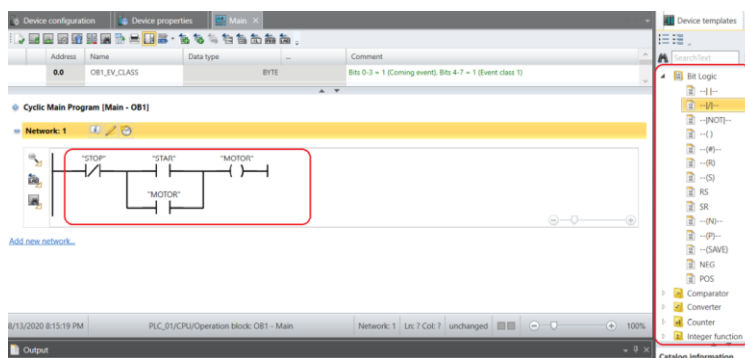 Device configuration Device properties Main Device templates
Address Name Data type ... Comment
0.0 OB1_EV_CLASS BYTE Bits 0-3 = 1 (Coming event), Bits 4-7 = 1 (Event class 1)
SearchText
Bit Logic
--| |--
--|/|--
--|NOT|--
--( )
--(#)--
--(R)
--(S)
RS
SR
--(N)--
--(P)--
--(SAVE)
NEG
POS
Comparator
Converter
Counter
Integer function
Cyclic Main Program [Main - OB1]
Network: 1
"STOP" "STAR" "MOTOR"
"MOTOR"
Add new network...
8/13/2020 8:15:19 PM PLC_01/CPU/Operation block: OB1 - Main Network: 1 Ln: ? Col: ? unchanged 100%
Output
Catalog information